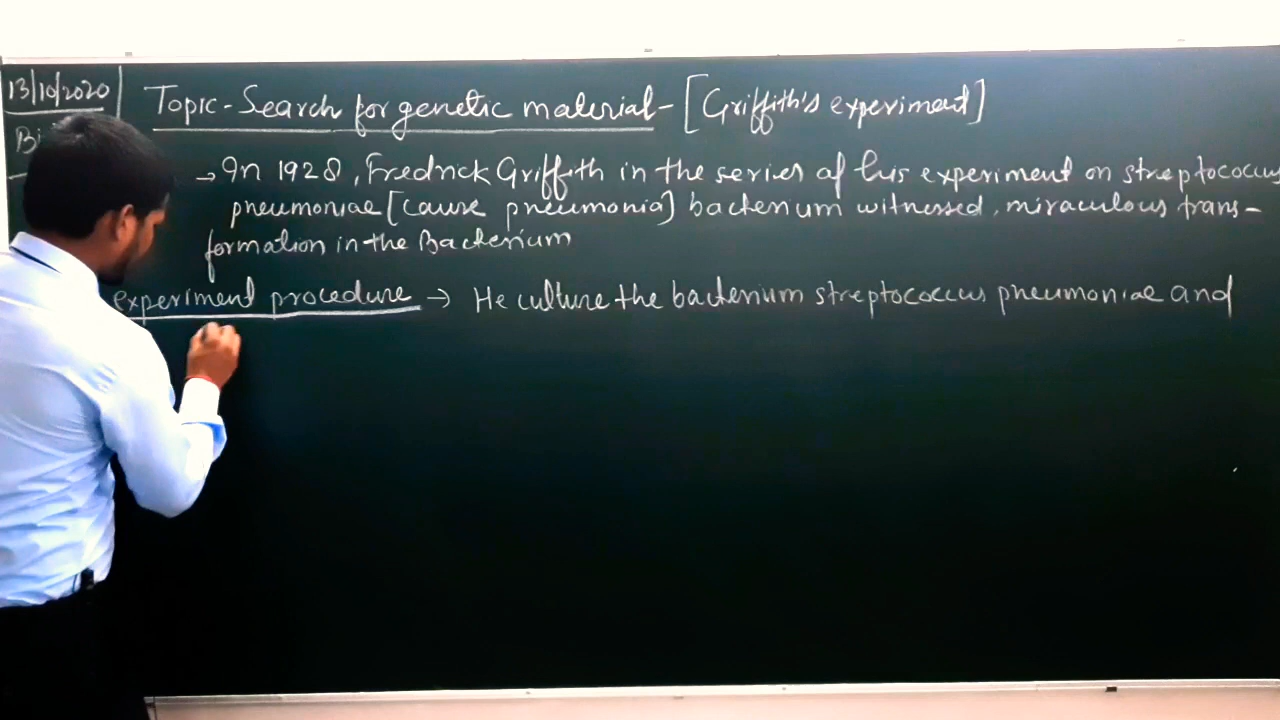 13/10/2020
Bi
Topic-Search for genetic material-[Griffith's experiment]
→ In 1928, Fredrick Griffith in the series of his experiment on streptococcus
pneumoniae [cause pneumonia] bacterium witnessed, miraculous trans-
formation in the Bacterium
experiment procedure → He culture the bacterium streptococcus pneumoniae and